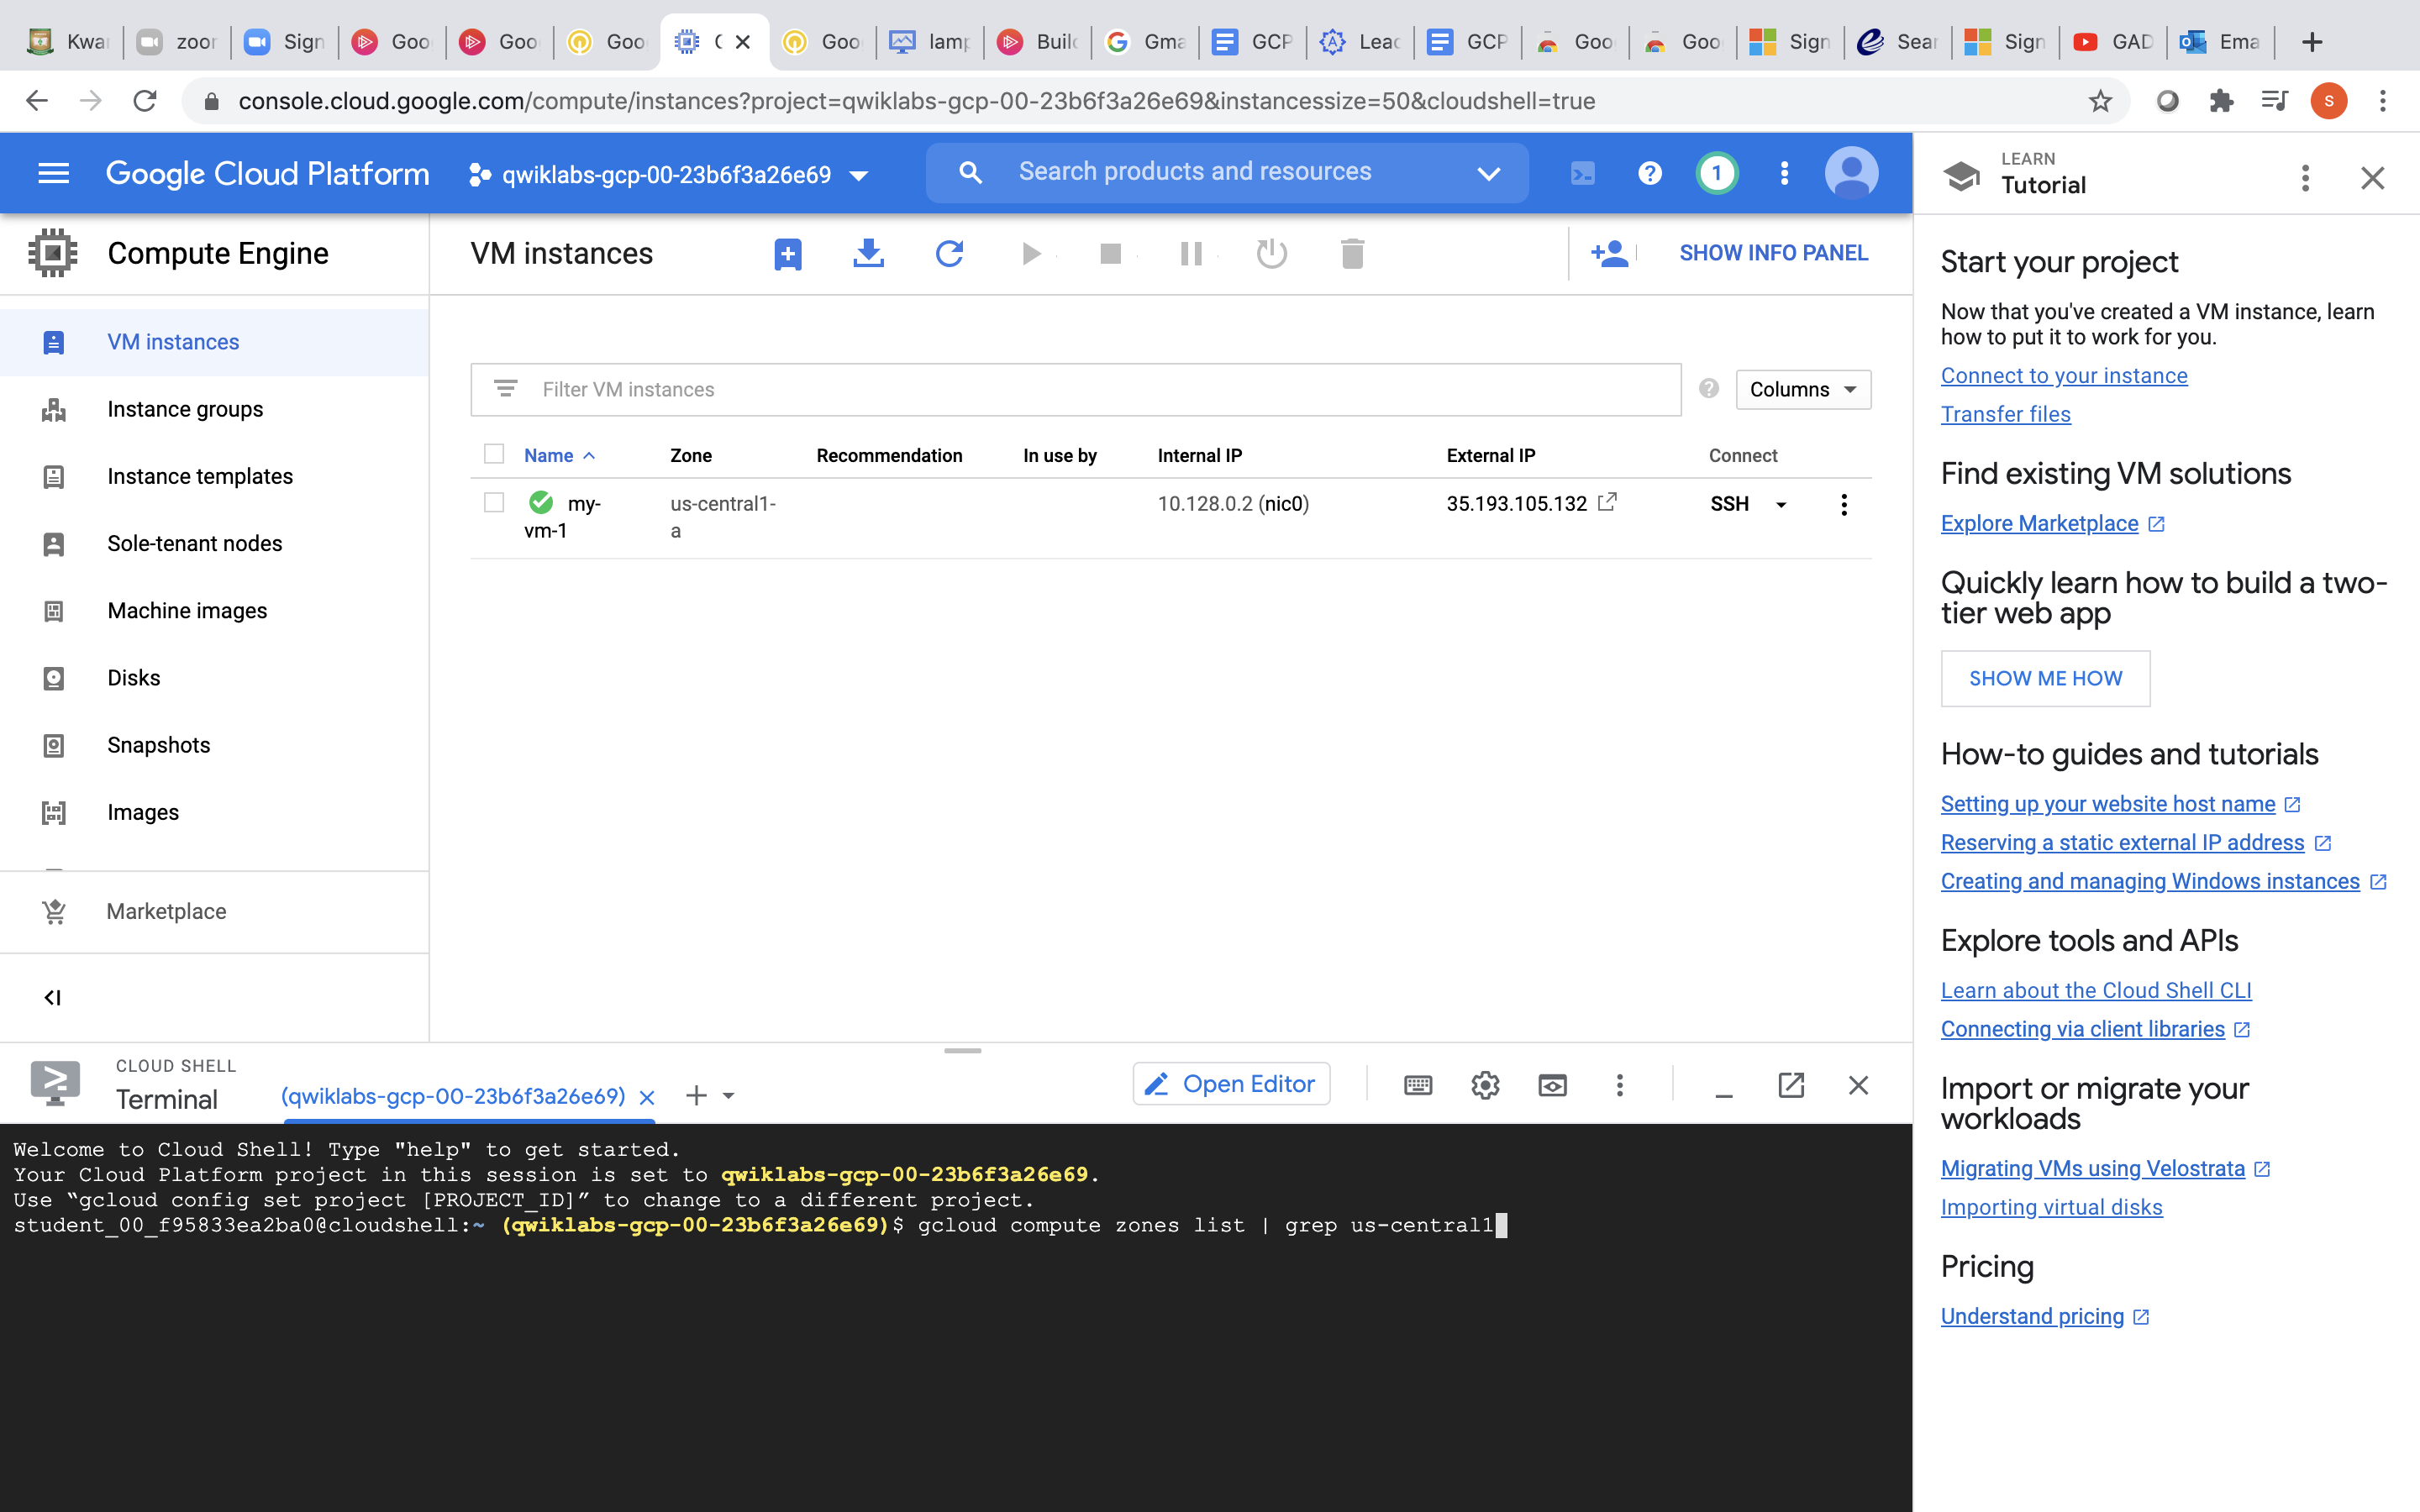 Kwa
zoor
Sign
Goo
Goo
Goo
Goo
lamp
Build
Gma
GCP
Lead
GCP
Goo
Goo
Sign
Sear
Sign
GAD
Ema
console.cloud.google.com/compute/instances?project=qwiklabs-gcp-00-23b6f3a26e69&instancessize=50&cloudshell=true
S
Google Cloud Platform
qwiklabs-gcp-00-23b6f3a26e69
Search products and resources
1
LEARN
Tutorial
Compute Engine
VM instances
SHOW INFO PANEL
VM instances
Instance groups
Instance templates
Sole-tenant nodes
Machine images
Disks
Snapshots
Images
Marketplace
Filter VM instances
Columns
Name Zone Recommendation In use by Internal IP External IP Connect
my- us-central1- 10.128.0.2 (nic0) 35.193.105.132 SSH
vm-1 a
Start your project
Now that you've created a VM instance, learn
how to put it to work for you.
Connect to your instance
Transfer files
Find existing VM solutions
Explore Marketplace
Quickly learn how to build a two-
tier web app
SHOW ME HOW
How-to guides and tutorials
Setting up your website host name
Reserving a static external IP address
Creating and managing Windows instances
Explore tools and APIs
Learn about the Cloud Shell CLI
Connecting via client libraries
Import or migrate your
workloads
Migrating VMs using Velostrata
Importing virtual disks
Pricing
Understand pricing
CLOUD SHELL
Terminal
(qwiklabs-gcp-00-23b6f3a26e69)
Open Editor
Welcome to Cloud Shell! Type "help" to get started.
Your Cloud Platform project in this session is set to qwiklabs-gcp-00-23b6f3a26e69.
Use “gcloud config set project [PROJECT_ID]” to change to a different project.
student_00_f95833ea2ba0@cloudshell:~ (qwiklabs-gcp-00-23b6f3a26e69)$ gcloud compute zones list | grep us-central1